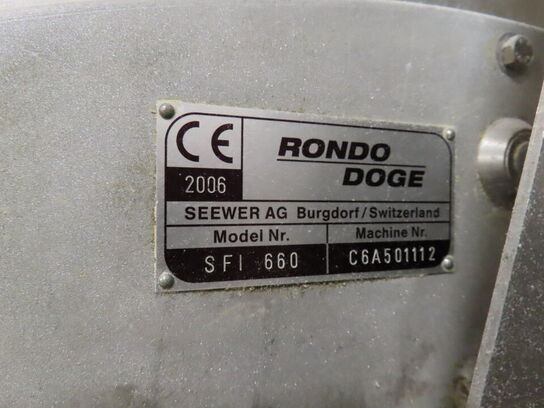 CE
2006
RONDO
DOGE
SEEWER AG Burgdorf/Switzerland
Model Nr. Machine Nr.
SFI 660 C6A501112